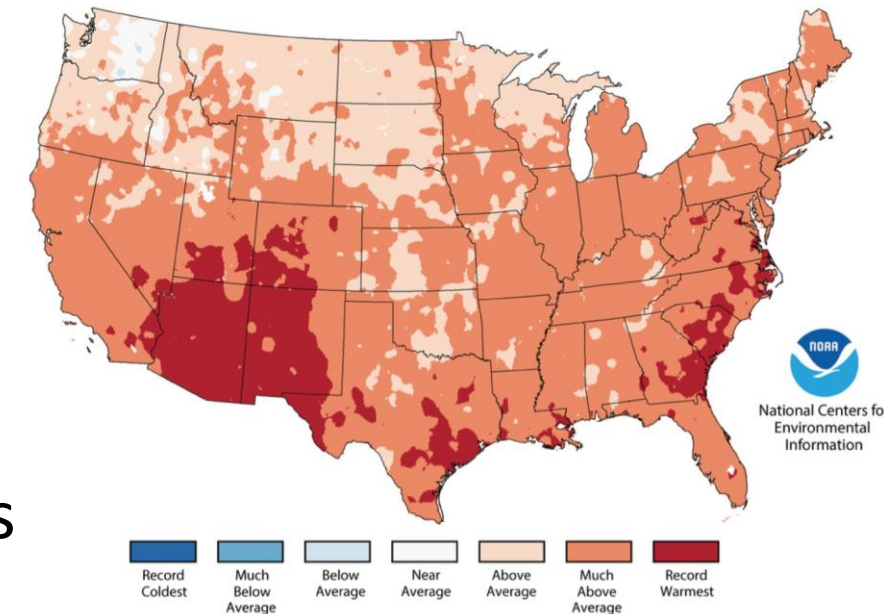 NOAA
National Centers fo
Environmental
Information
s
Record
Coldest
Much
Below
Average
Below
Average
Near
Average
Above
Average
Much
Above
Average
Record
Warmest